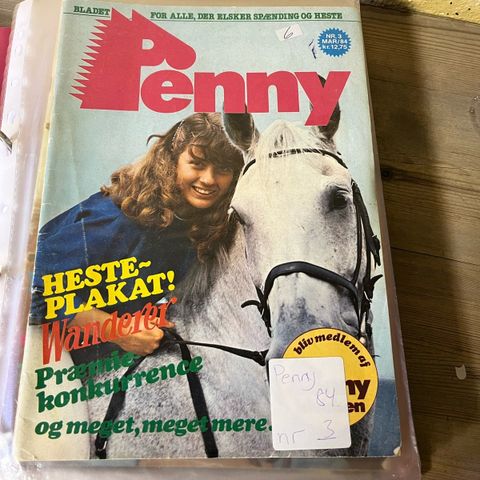 BLADET
FOR ALLE, DER ELSKER SPÆNDING OG HESTE
Penny
NR. 3
MAR/84
kr. 12,75
6
HESTE~
PLAKAT!
Wanderer
Præmie-
konkurrence
og meget, meget mere.
bliv medlem af
Penny
84
nr 3